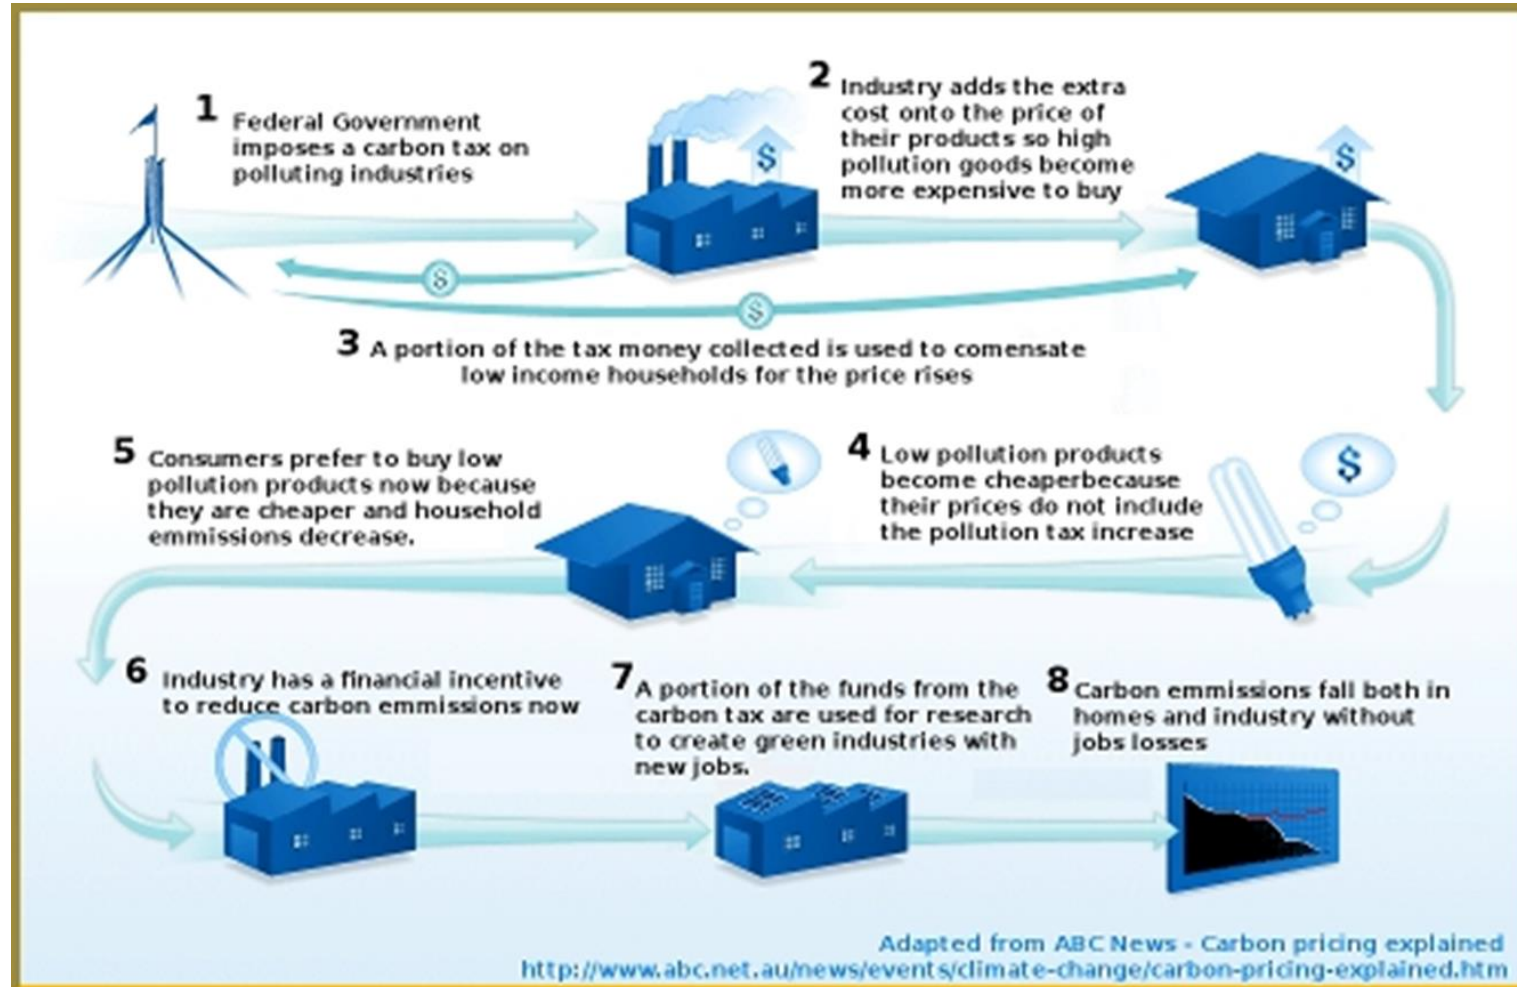 1
Federal Government
imposes a carbon tax on
polluting industries
2
Industry adds the extra
cost onto the price of
their products so high
pollution goods become
more expensive to buy
$
$
$
$
3 A portion of the tax money collected is used to comensate
low income households for the price rises
4
Low pollution products
become cheaperbecause
their prices do not include
the pollution tax increase
$
5
Consumers prefer to buy low
pollution products now because
they are cheaper and household
emmissions decrease.
6
Industry has a financial incentive
to reduce carbon emmissions now
7
A portion of the funds from the
carbon tax are used for research
to create green industries with
new jobs.
8
Carbon emmissions fall both in
homes and industry without
jobs losses
Adapted from ABC News - Carbon pricing explained
http://www.abc.net.au/news/events/climate-change/carbon-pricing-explained.htm